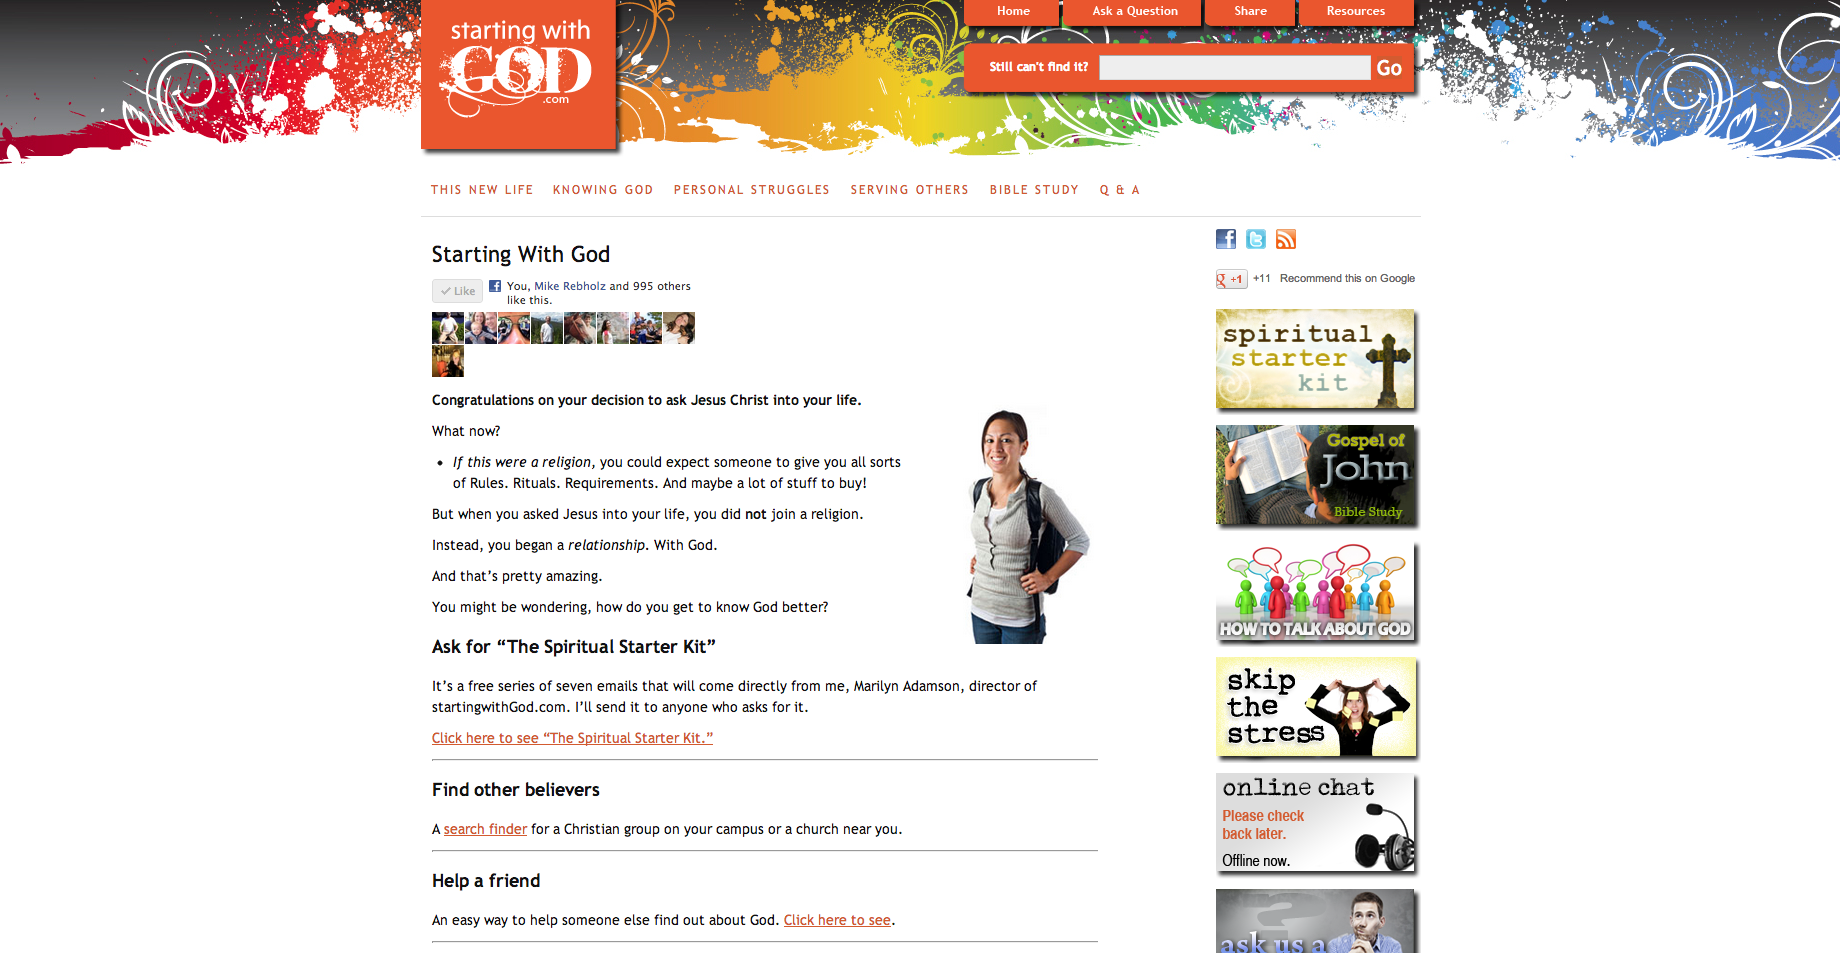 starting with
GOD
.com
Home
Ask a Question
Share
Resources
Still can't find it?
Go
THIS NEW LIFE
KNOWING GOD
PERSONAL STRUGGLES
SERVING OTHERS
BIBLE STUDY
Q & A
Starting With God
Like
You, Mike Rebholz and 995 others
like this.
Congratulations on your decision to ask Jesus Christ into your life.
What now?
• If this were a religion, you could expect someone to give you all sorts
of Rules. Rituals. Requirements. And maybe a lot of stuff to buy!
But when you asked Jesus into your life, you did not join a religion.
Instead, you began a relationship. With God.
And that's pretty amazing.
You might be wondering, how do you get to know God better?
Ask for “The Spiritual Starter Kit”
It's a free series of seven emails that will come directly from me, Marilyn Adamson, director of
startingwithGod.com. I'll send it to anyone who asks for it.
Click here to see “The Spiritual Starter Kit.”
Find other believers
A search finder for a Christian group on your campus or a church near you.
Help a friend
An easy way to help someone else find out about God. Click here to see.
+1
+11
Recommend this on Google
spiritual
starter
kit
Gospel of
John
Bible Study
HOW TO TALK ABOUT GOD
skip
the
stress
online chat
Please check
back later.
Offline now.
ask us a